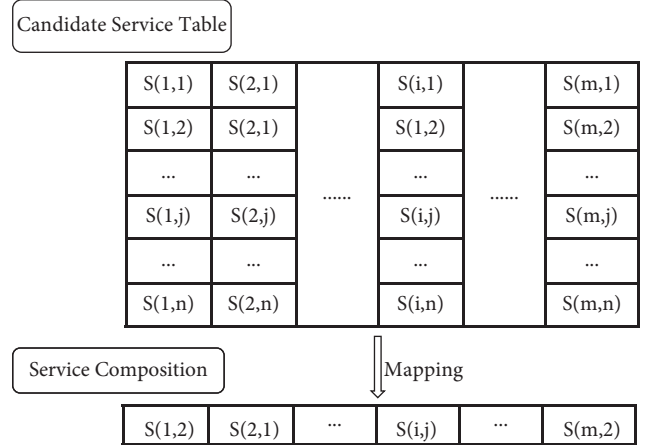 Candidate Service Table
S(1,1) S(2,1) S(i,1) S(m,1)
S(1,2) S(2,1) S(1,2) S(m,2)
... ... ... ...
...... ......
S(1,j) S(2,j) S(i,j) S(m,j)
... ... ... ...
S(1,n) S(2,n) S(i,n) S(m,n)
Service Composition
Mapping
S(1,2) S(2,1) ... S(i,j) ... S(m,2)